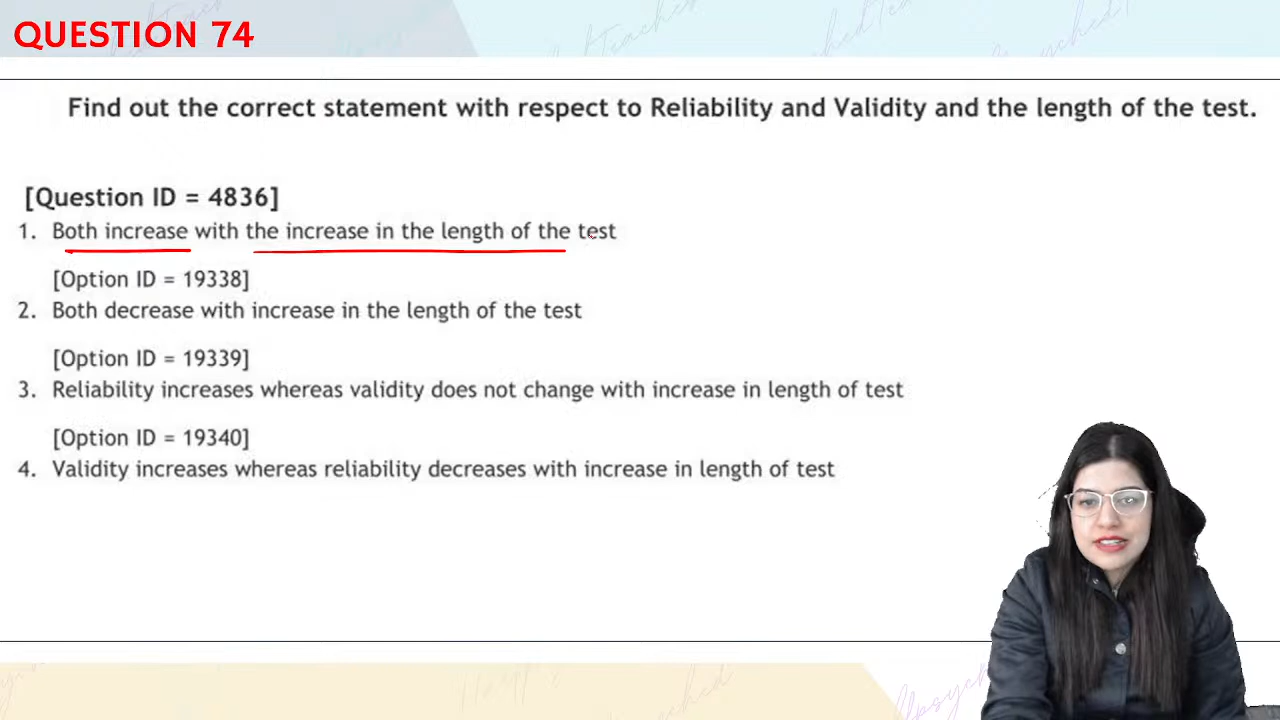 QUESTION 74
Find out the correct statement with respect to Reliability and Validity and the length of the test.
[Question ID = 4836]
1. Both increase with the increase in the length of the test
[Option ID = 19338]
2. Both decrease with increase in the length of the test
[Option ID = 19339]
3. Reliability increases whereas validity does not change with increase in length of test
[Option ID = 19340]
4. Validity increases whereas reliability decreases with increase in length of test